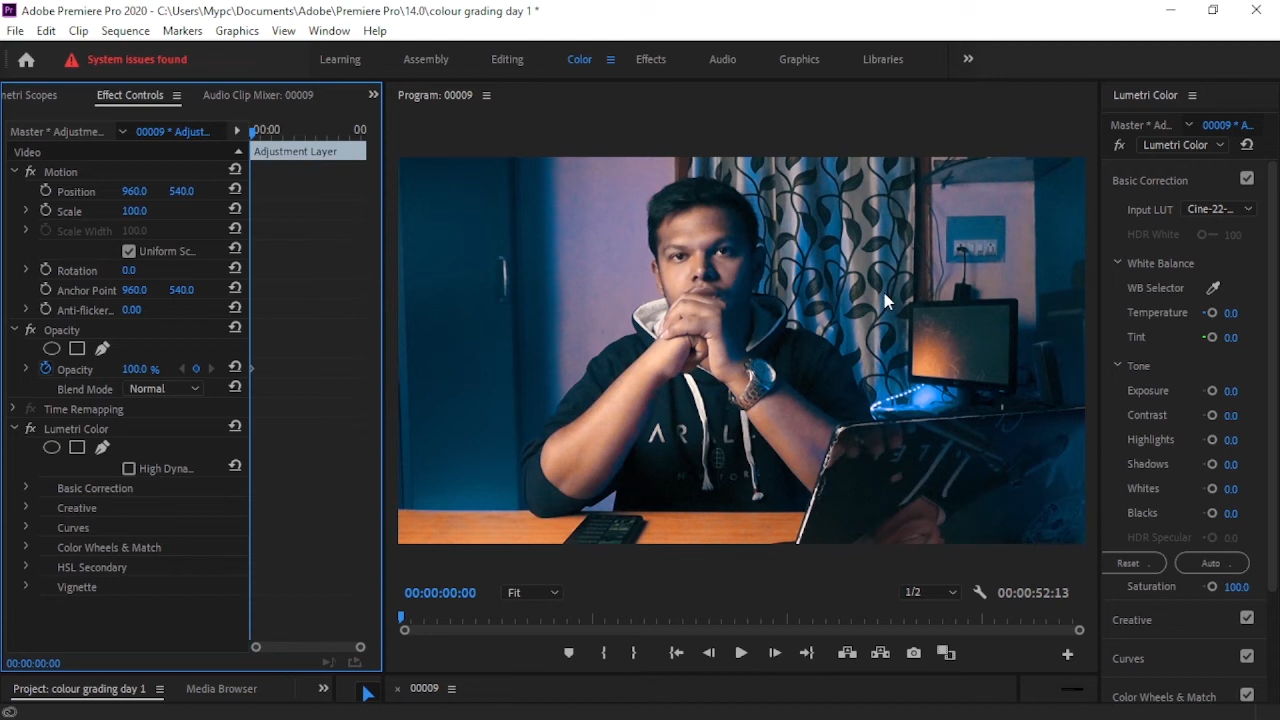 Adobe Premiere Pro 2020 - C:\Users\Mypc\Documents\Adobe\Premiere Pro\14.0\colour grading day 1 *
File Edit Clip Sequence Markers Graphics View Window Help
System issues found Learning Assembly Editing Color Effects Audio Graphics Libraries
netri Scopes Effect Controls Audio Clip Mixer: 00009
Master * Adjustme... 00009 * Adjust... :00:00 00
Video Adjustment Layer
fx Motion
Position 960.0 540.0
Scale 100.0
Scale Width 100.0
Uniform Sc...
Rotation 0.0
Anchor Point 960.0 540.0
Anti-flicker... 0.00
fx Opacity
Opacity 100.0 %
Blend Mode Normal
fx Time Remapping
fx Lumetri Color
High Dyna...
Basic Correction
Creative
Curves
Color Wheels & Match
HSL Secondary
Vignette
00:00:00:00
Project: colour grading day 1 Media Browser
Program: 00009
00:00:00:00 Fit 1/2 00:00:52:13
× 00009
Lumetri Color
Master * Ad... 00009 * A...
fx Lumetri Color
Basic Correction
Input LUT Cine-22-...
HDR White 100
White Balance
WB Selector
Temperature 0.0
Tint 0.0
Tone
Exposure 0.0
Contrast 0.0
Highlights 0.0
Shadows 0.0
Whites 0.0
Blacks 0.0
HDR Specular 0.0
Reset . Auto .
Saturation 100.0
Creative
Curves
Color Wheels & Match